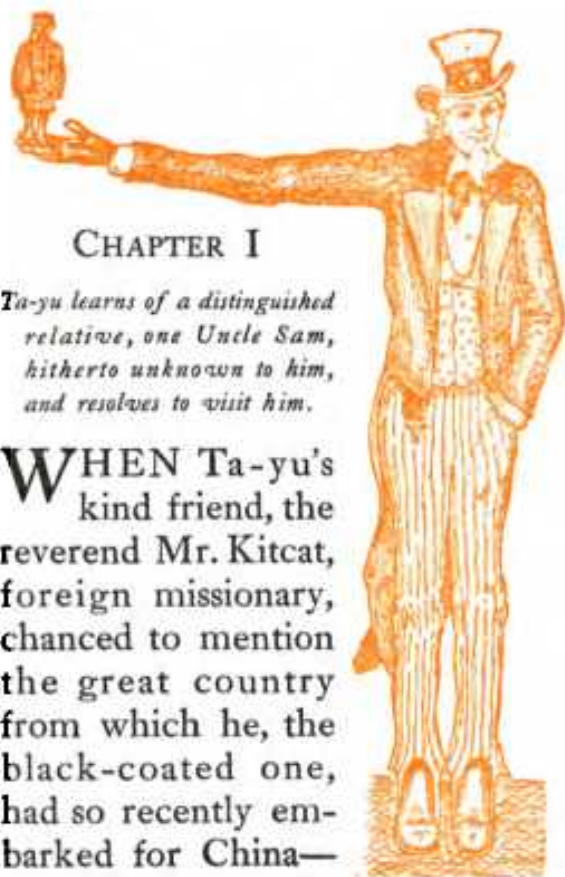 CHAPTER I
Ta-yu learns of a distinguished
relative, one Uncle Sam,
hitherto unknown to him,
and resolves to visit him.
WHEN Ta-yu's
kind friend, the
reverend Mr. Kitcat,
foreign missionary,
chanced to mention
the great country
from which he, the
black-coated one,
had so recently em-
barked for China—